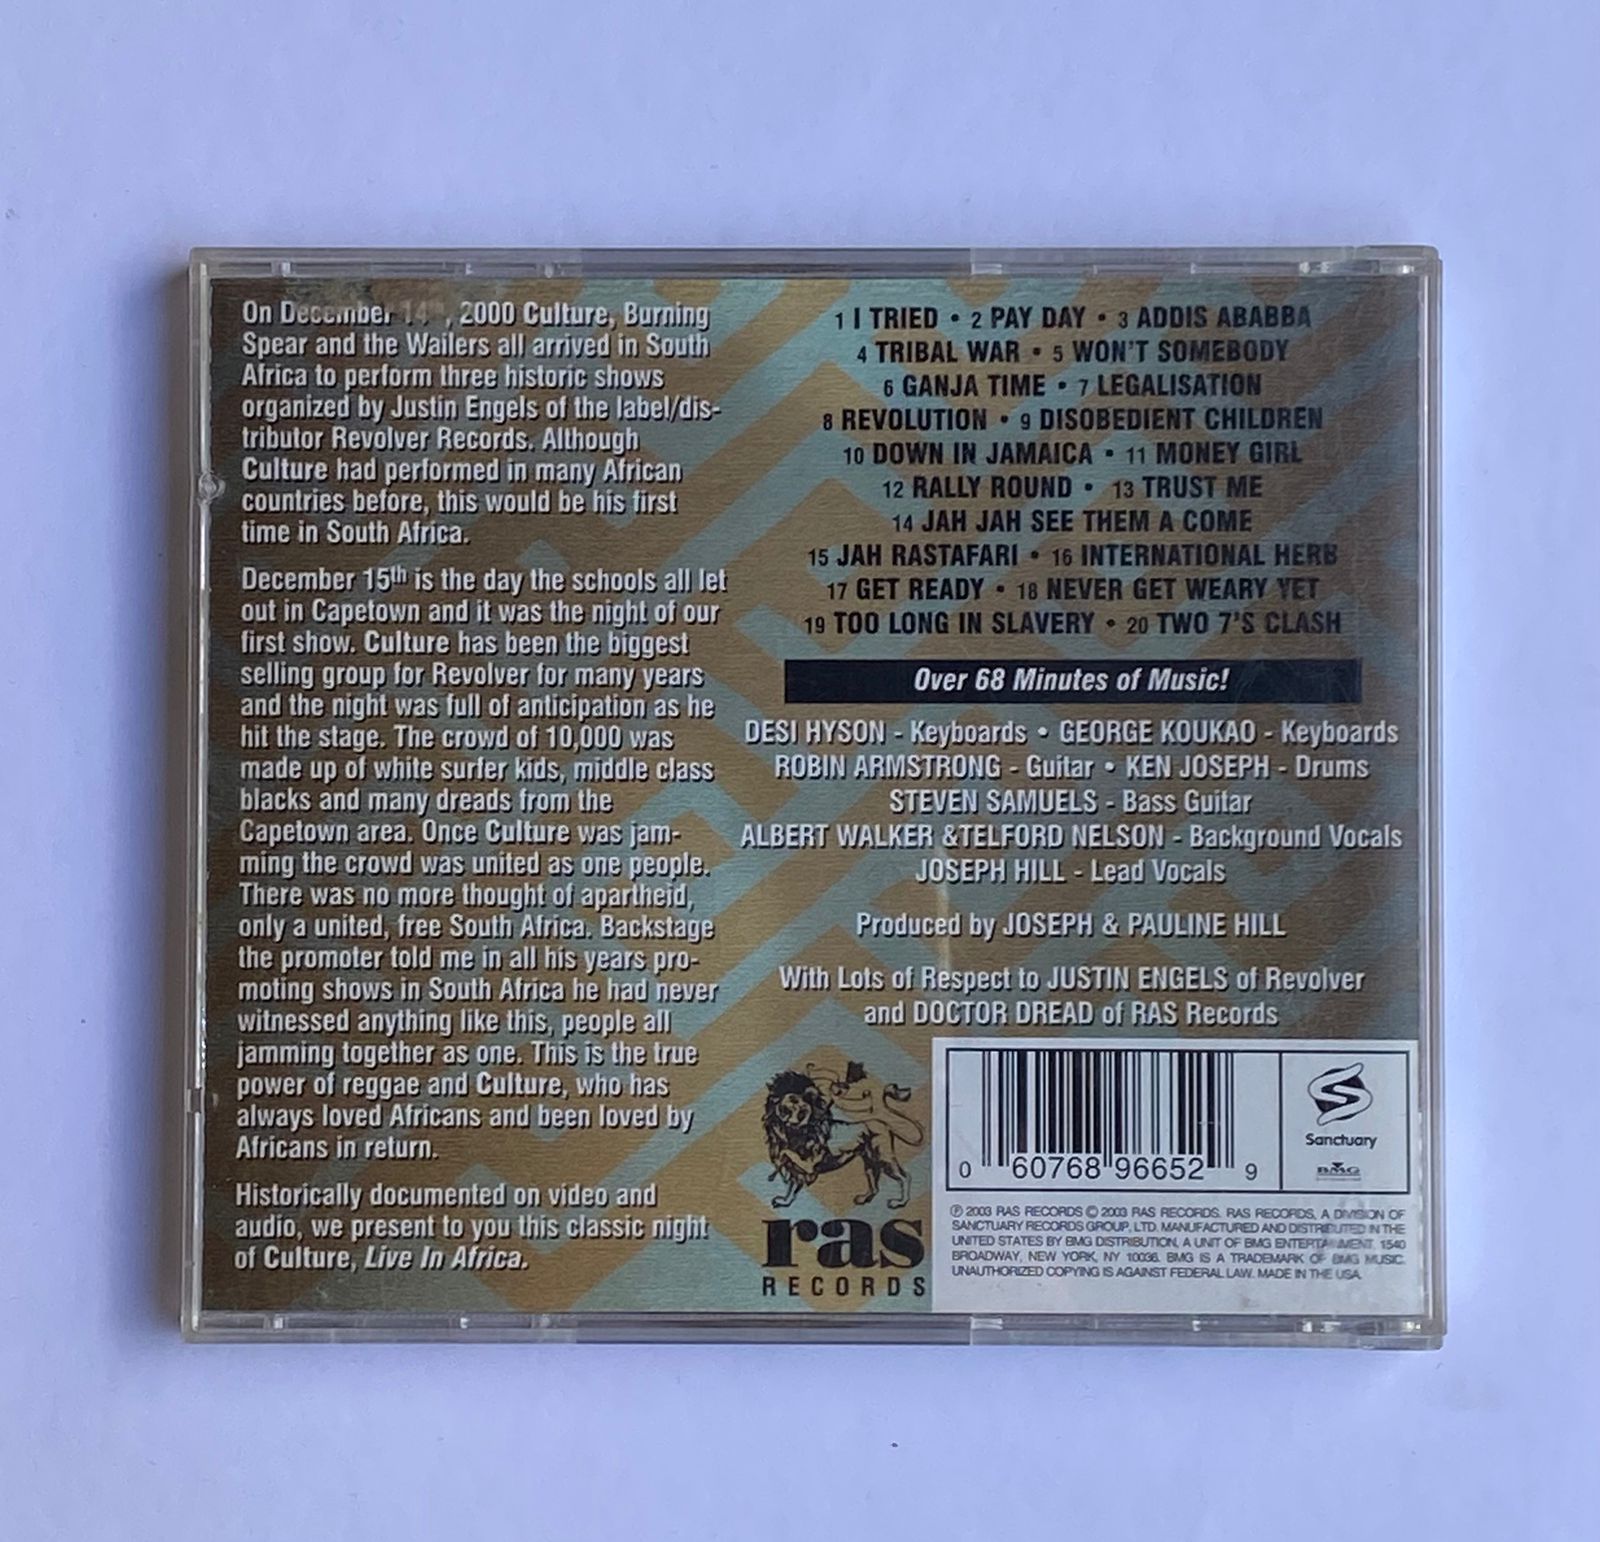 On December 14th, 2000 Culture, Burning
Spear and the Wailers all arrived in South
Africa to perform three historic shows
organized by Justin Engels of the label/dis-
tributor Revolver Records. Although
Culture had performed in many African
countries before, this would be his first
time in South Africa.
December 15th is the day the schools all let
out in Capetown and it was the night of our
first show. Culture has been the biggest
selling group for Revolver for many years
and the night was full of anticipation as he
hit the stage. The crowd of 10,000 was
made up of white surfer kids, middle class
blacks and many dreads from the
Capetown area. Once Culture was jam-
ming the crowd was united as one people.
There was no more thought of apartheid,
only a united, free South Africa. Backstage
the promoter told me in all his years pro-
moting shows in South Africa he had never
witnessed anything like this, people all
jamming together as one. This is the true
power of reggae and Culture, who has
always loved Africans and been loved by
Africans in return.
Historically documented on video and
audio, we present to you this classic night
of Culture, Live In Africa.
1 I TRIED • 2 PAY DAY • 3 ADDIS ABABBA
4 TRIBAL WAR • 5 WON'T SOMEBODY
6 GANJA TIME • 7 LEGALISATION
8 REVOLUTION • 9 DISOBEDIENT CHILDREN
10 DOWN IN JAMAICA • 11 MONEY GIRL
12 RALLY ROUND • 13 TRUST ME
14 JAH JAH SEE THEM A COME
15 JAH RASTAFARI • 16 INTERNATIONAL HERB
17 GET READY • 18 NEVER GET WEARY YET
19 TOO LONG IN SLAVERY • 20 TWO 7'S CLASH
Over 68 Minutes of Music!
DESI HYSON - Keyboards • GEORGE KOUKAO - Keyboards
ROBIN ARMSTRONG - Guitar • KEN JOSEPH - Drums
STEVEN SAMUELS - Bass Guitar
ALBERT WALKER &TELFORD NELSON - Background Vocals
JOSEPH HILL - Lead Vocals
Produced by JOSEPH & PAULINE HILL
With Lots of Respect to JUSTIN ENGELS of Revolver
and DOCTOR DREAD of RAS Records
ras
RECORDS
0 60768 96652 9
Sanctuary
BMG
℗ 2003 RAS RECORDS © 2003 RAS RECORDS. RAS RECORDS, A DIVISION OF
SANCTUARY RECORDS GROUP, LTD. MANUFACTURED AND DISTRIBUTED IN THE
UNITED STATES BY BMG DISTRIBUTION, A UNIT OF BMG ENTERTAINMENT, 1540
BROADWAY, NEW YORK, NY 10036. BMG IS A TRADEMARK OF BMG MUSIC.
UNAUTHORIZED COPYING IS AGAINST FEDERAL LAW. MADE IN THE USA.